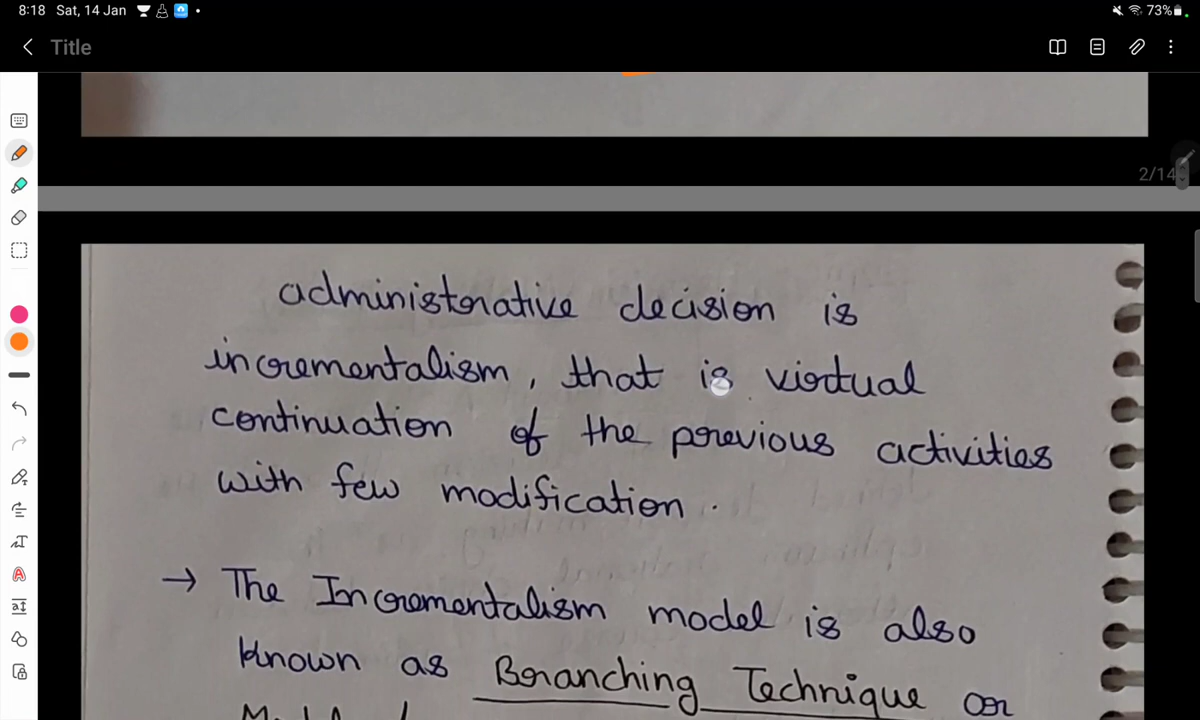 8:18 Sat, 14 Jan
73%
Title
2/14
administrative decision is
incrementalism, that is virtual
continuation of the previous activities
with few modification.
→ The Incrementalism model is also
known as Branching Technique or